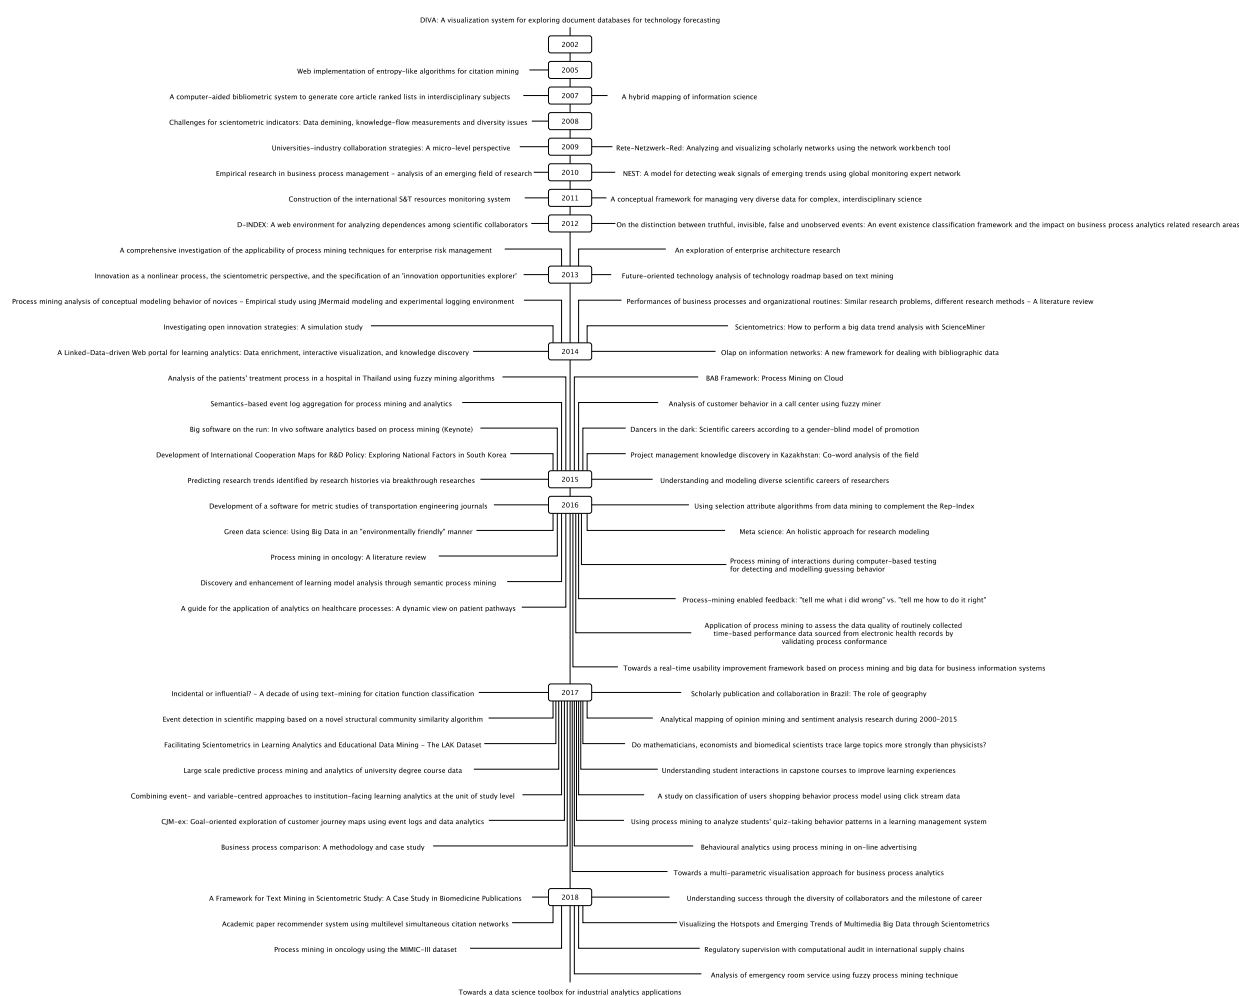 DIVA: A visualization system for exploring document databases for technology forecasting
2002
Web implementation of entropy-like algorithms for citation mining
2005
A computer-aided bibliometric system to generate core article ranked lists in interdisciplinary subjects
2007
A hybrid mapping of information science
Challenges for scientometric indicators: Data demining, knowledge-flow measurements and diversity issues
2008
Universities-industry collaboration strategies: A micro-level perspective
2009
Rete-Netzwerk-Red: Analyzing and visualizing scholarly networks using the network workbench tool
Empirical research in business process management - analysis of an emerging field of research
2010
NEST: A model for detecting weak signals of emerging trends using global monitoring expert network
Construction of the international S&T resources monitoring system
2011
A conceptual framework for managing very diverse data for complex, interdisciplinary science
D-INDEX: A web environment for analyzing dependences among scientific collaborators
2012
On the distinction between truthful, invisible, false and unobserved events: An event existence classification framework and the impact on business process analytics related research areas
A comprehensive investigation of the applicability of process mining techniques for enterprise risk management
An exploration of enterprise architecture research
Innovation as a nonlinear process, the scientometric perspective, and the specification of an 'innovation opportunities explorer'
2013
Future-oriented technology analysis of technology roadmap based on text mining
Process mining analysis of conceptual modeling behavior of novices - Empirical study using JMermaid modeling and experimental logging environment
Performances of business processes and organizational routines: Similar research problems, different research methods - A literature review
Investigating open innovation strategies: A simulation study
Scientometrics: How to perform a big data trend analysis with ScienceMiner
A Linked-Data-driven Web portal for learning analytics: Data enrichment, interactive visualization, and knowledge discovery
2014
Olap on information networks: A new framework for dealing with bibliographic data
Analysis of the patients' treatment process in a hospital in Thailand using fuzzy mining algorithms
BAB Framework: Process Mining on Cloud
Semantics-based event log aggregation for process mining and analytics
Analysis of customer behavior in a call center using fuzzy miner
Big software on the run: In vivo software analytics based on process mining (Keynote)
Dancers in the dark: Scientific careers according to a gender-blind model of promotion
Development of International Cooperation Maps for R&D Policy: Exploring National Factors in South Korea
Project management knowledge discovery in Kazakhstan: Co-word analysis of the field
Predicting research trends identified by research histories via breakthrough researches
2015
Understanding and modeling diverse scientific careers of researchers
Development of a software for metric studies of transportation engineering journals
2016
Using selection attribute algorithms from data mining to complement the Rep-Index
Green data science: Using Big Data in an "environmentally friendly" manner
Meta science: An holistic approach for research modeling
Process mining in oncology: A literature review
Process mining of interactions during computer-based testing
for detecting and modelling guessing behavior
Discovery and enhancement of learning model analysis through semantic process mining
Process-mining enabled feedback: "tell me what i did wrong" vs. "tell me how to do it right"
A guide for the application of analytics on healthcare processes: A dynamic view on patient pathways
Application of process mining to assess the data quality of routinely collected
time-based performance data sourced from electronic health records by
validating process conformance
Towards a real-time usability improvement framework based on process mining and big data for business information systems
Incidental or influential? - A decade of using text-mining for citation function classification
2017
Scholarly publication and collaboration in Brazil: The role of geography
Event detection in scientific mapping based on a novel structural community similarity algorithm
Analytical mapping of opinion mining and sentiment analysis research during 2000-2015
Facilitating Scientometrics in Learning Analytics and Educational Data Mining - The LAK Dataset
Do mathematicians, economists and biomedical scientists trace large topics more strongly than physicists?
Large scale predictive process mining and analytics of university degree course data
Understanding student interactions in capstone courses to improve learning experiences
Combining event- and variable-centred approaches to institution-facing learning analytics at the unit of study level
A study on classification of users shopping behavior process model using click stream data
CJM-ex: Goal-oriented exploration of customer journey maps using event logs and data analytics
Using process mining to analyze students' quiz-taking behavior patterns in a learning management system
Business process comparison: A methodology and case study
Behavioural analytics using process mining in on-line advertising
Towards a multi-parametric visualisation approach for business process analytics
A Framework for Text Mining in Scientometric Study: A Case Study in Biomedicine Publications
2018
Understanding success through the diversity of collaborators and the milestone of career
Academic paper recommender system using multilevel simultaneous citation networks
Visualizing the Hotspots and Emerging Trends of Multimedia Big Data through Scientometrics
Process mining in oncology using the MIMIC-III dataset
Regulatory supervision with computational audit in international supply chains
Analysis of emergency room service using fuzzy process mining technique
Towards a data science toolbox for industrial analytics applications